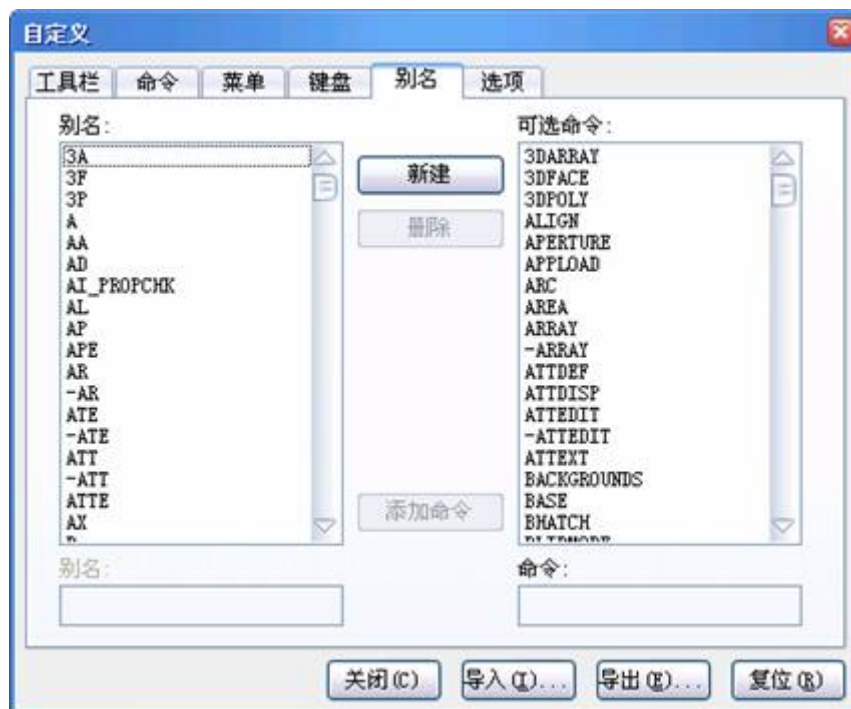 自定义
工具栏 命令 菜单 键盘 别名 选项
别名:
3A
3F
3P
A
AA
AD
AI_PROPCHK
AL
AP
APE
AR
-AR
ATE
-ATE
ATT
-ATT
ATTE
AX
新建
删除
添加命令
可选命令:
3DARRAY
3DFACE
3DPOLY
ALIGN
APERTURE
APPLOAD
ARC
AREA
ARRAY
-ARRAY
ATTDEF
ATTDISP
ATTEDIT
-ATTEDIT
ATTEXT
BACKGROUNDS
BASE
BHATCH
别名:
命令:
关闭(C) 导入(I)... 导出(E)... 复位(R)